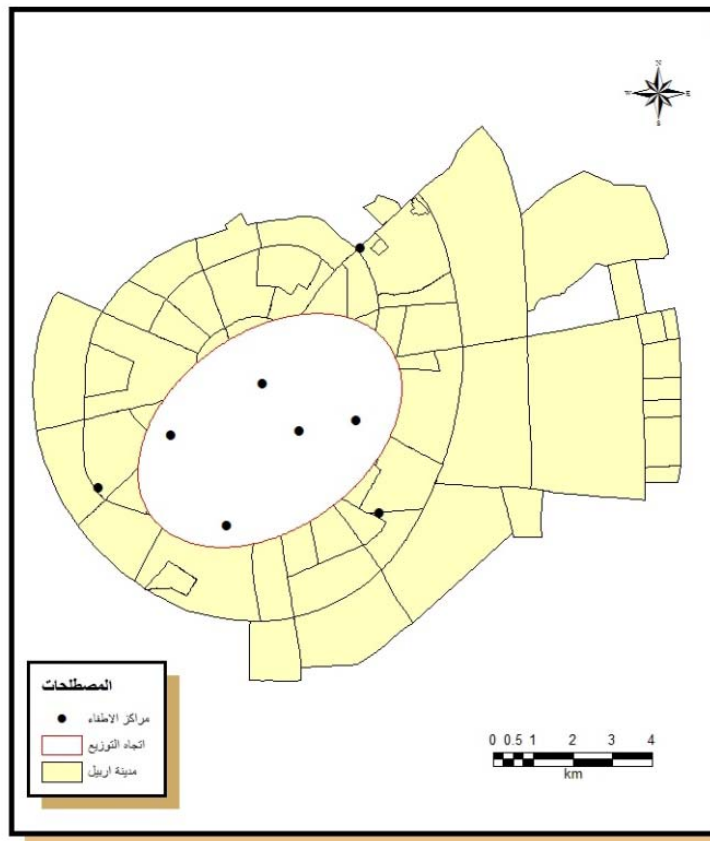 N
W E
S
المصطلحات
مراكز الاطفاء
اتجاه التوزيع
مدينة اربيل
0 0.5 1 2 3 4
km